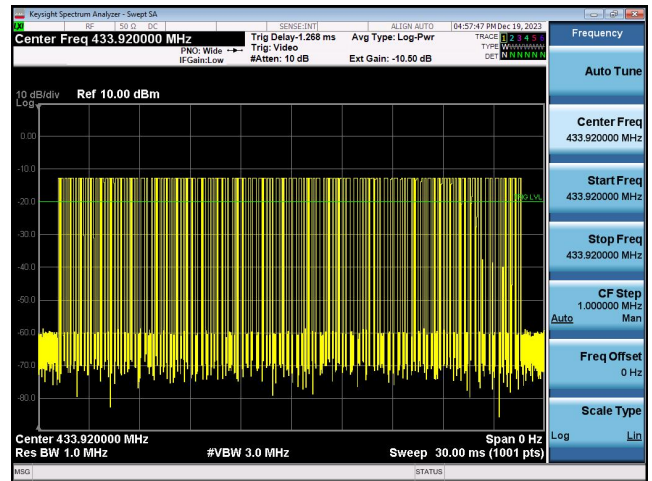 Keysight Spectrum Analyzer - Swept SA
LXI RF 50 Ω DC SENSE:INT ALIGN AUTO 04:57:47 PM Dec 19, 2023
Center Freq 433.920000 MHz
PNO: Wide
IFGain:Low
Trig Delay-1.268 ms
Trig: Video
#Atten: 10 dB
Avg Type: Log-Pwr
Ext Gain: -10.50 dB
TRACE 1 2 3 4 5 6
TYPE WWWWWWW
DET N N N N N N
10 dB/div Ref 10.00 dBm
Log
0.00
-10.0
-20.0
-30.0
-40.0
-50.0
-60.0
-70.0
-80.0
Center 433.920000 MHz Span 0 Hz
Res BW 1.0 MHz #VBW 3.0 MHz Sweep 30.00 ms (1001 pts)
MSG STATUS
Frequency
Auto Tune
Center Freq
433.920000 MHz
Start Freq
433.920000 MHz
Stop Freq
433.920000 MHz
CF Step
1.000000 MHz
Auto Man
Freq Offset
0 Hz
Scale Type
Log Lin